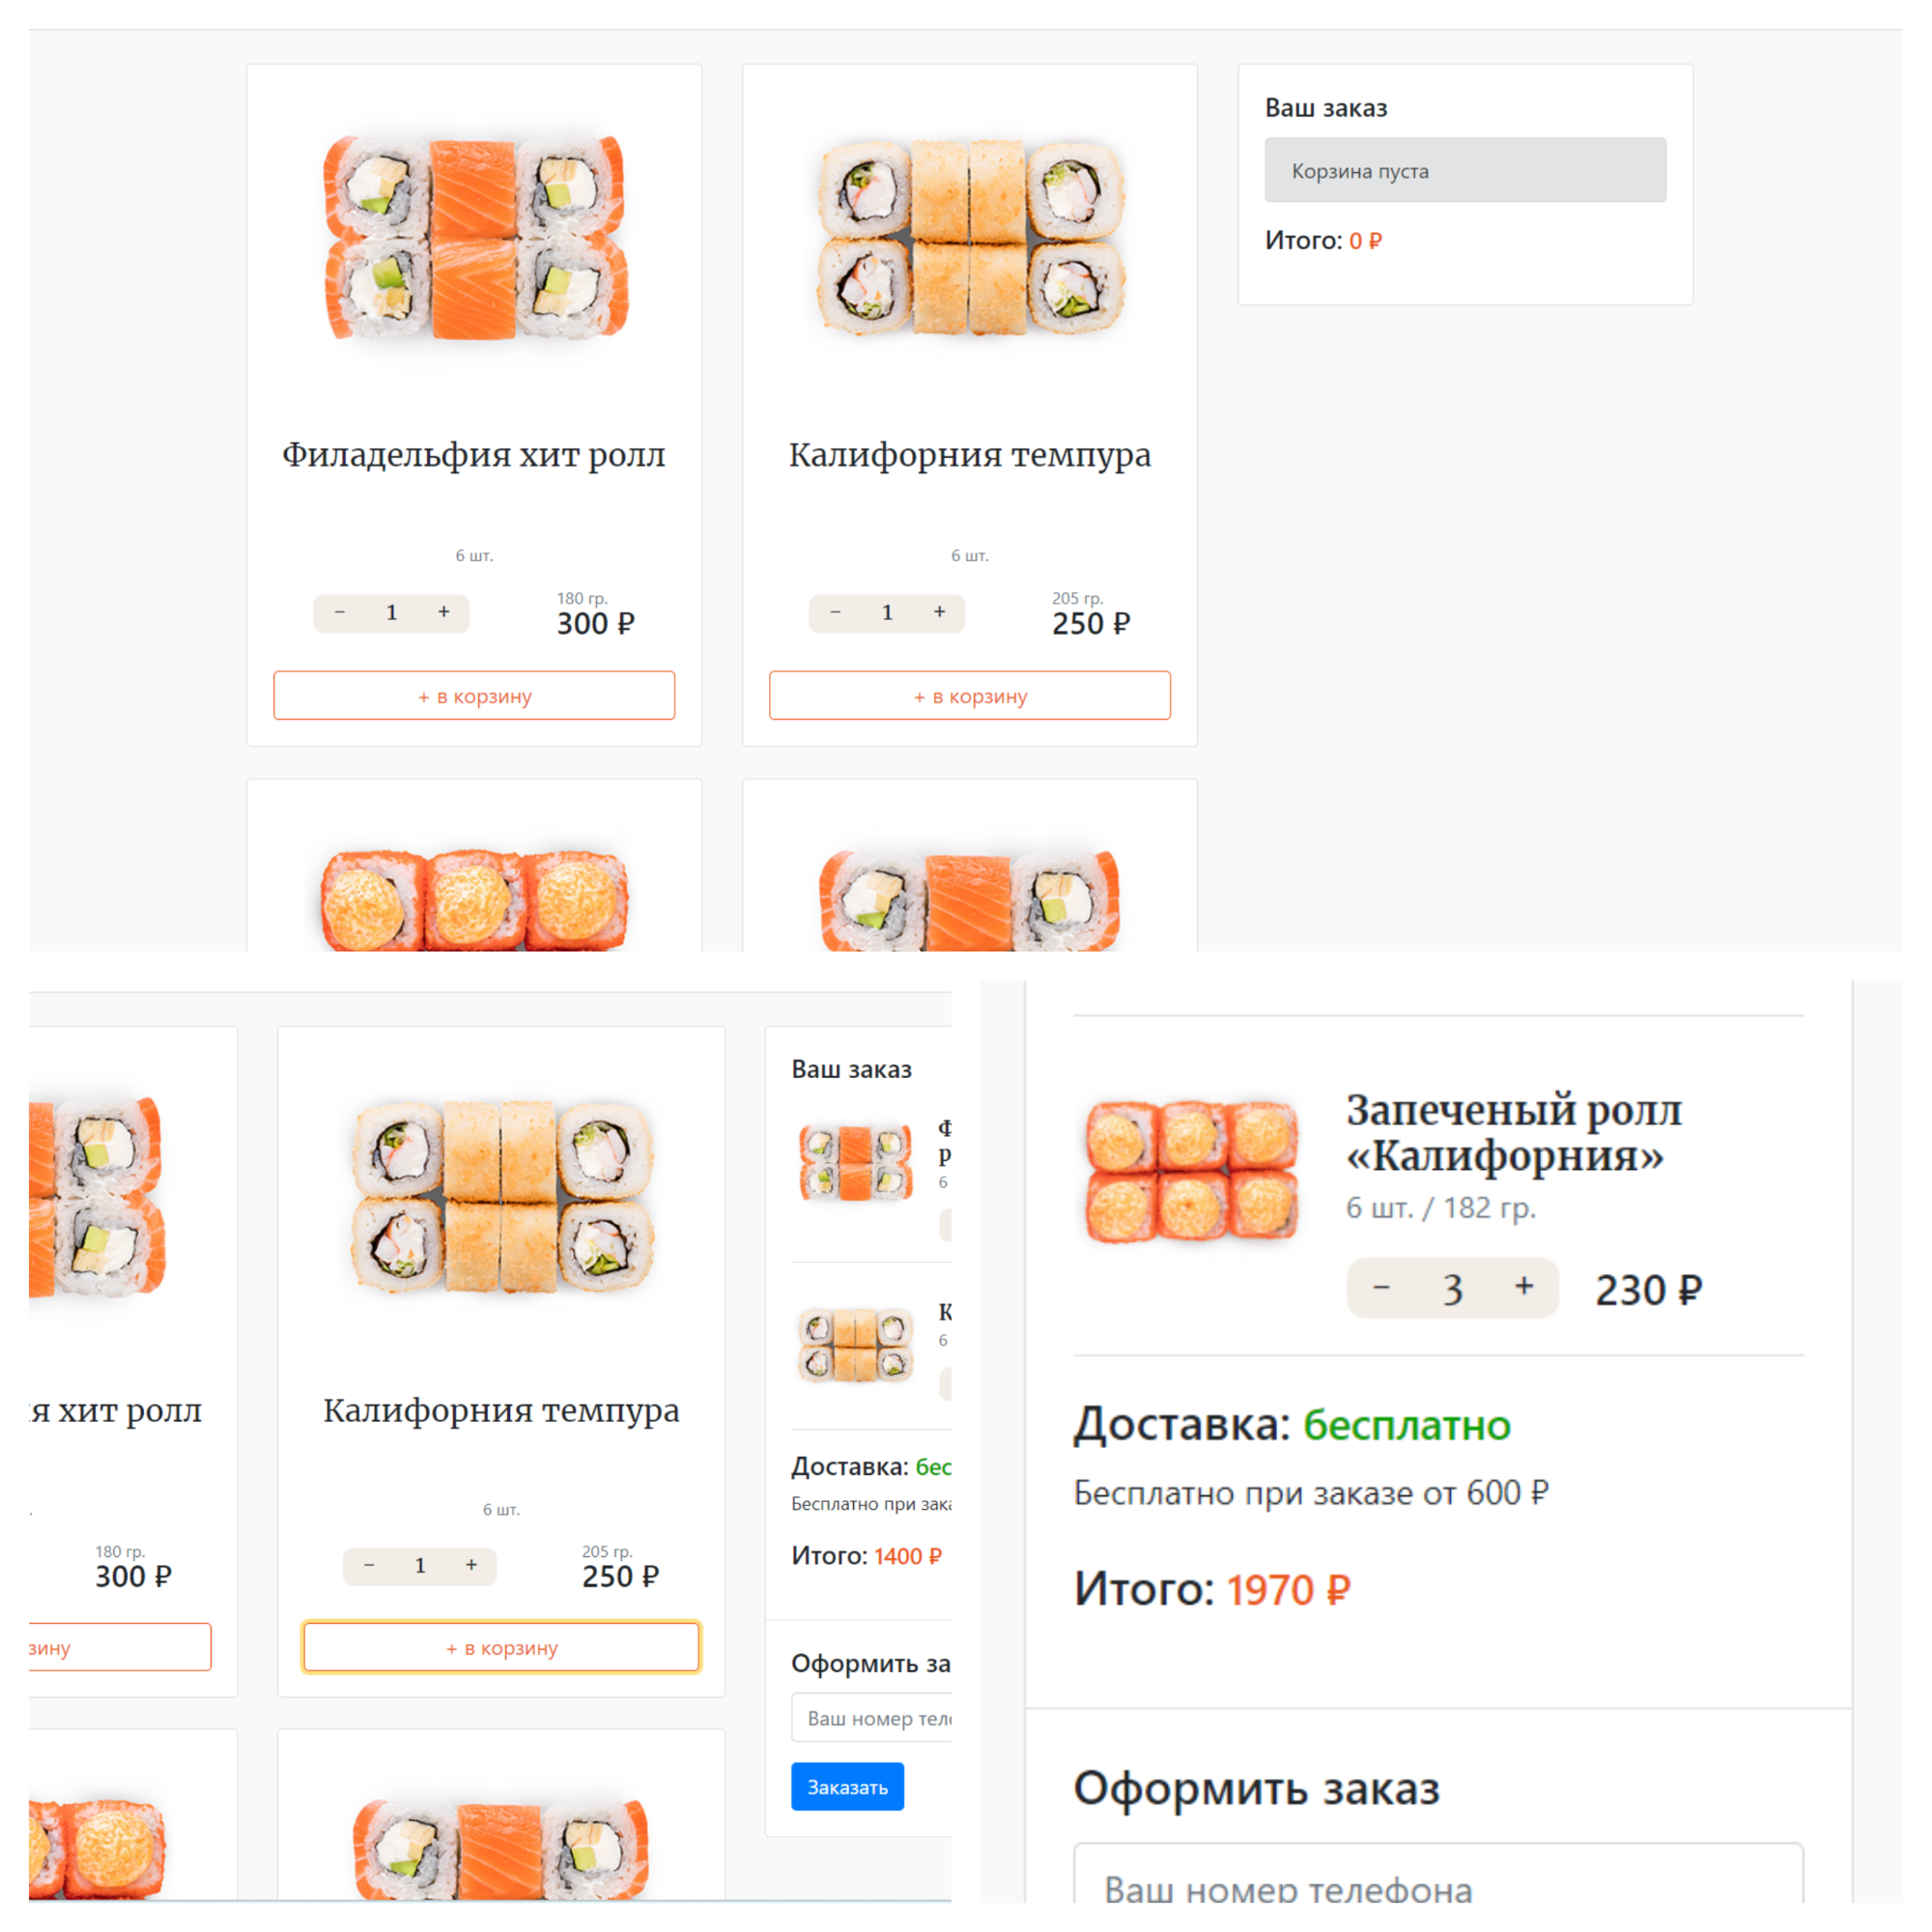 Филадельфия хит ролл
6 шт.
- 1 +
180 гр.
300 ₽
+ в корзину
Калифорния темпура
6 шт.
- 1 +
205 гр.
250 ₽
+ в корзину
Ваш заказ
Корзина пуста
Итого: 0 ₽
я хит ролл
180 гр.
300 ₽
зину
Калифорния темпура
6 шт.
- 1 +
205 гр.
250 ₽
+ в корзину
Ваш заказ
Ф
р
6
К
6
Доставка: бес
Бесплатно при зака
Итого: 1400 ₽
Оформить за
Ваш номер тел
Заказать
Запеченый ролл
«Калифорния»
6 шт. / 182 гр.
- 3 +
230 ₽
Доставка: бесплатно
Бесплатно при заказе от 600 ₽
Итого: 1970 ₽
Оформить заказ
Ваш номер телефона